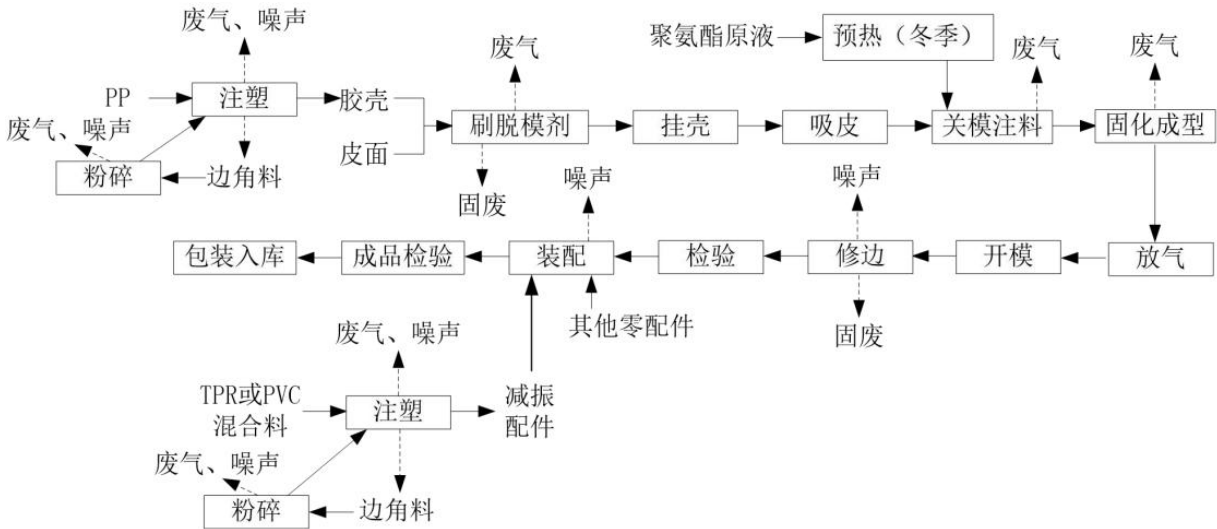 废气、噪声
聚氨酯原液
预热（冬季）
废气
废气
废气
PP
注塑
胶壳
废气、噪声
刷脱模剂
挂壳
吸皮
关模注料
固化成型
皮面
粉碎
边角料
固废
噪声
噪声
包装入库
成品检验
装配
检验
修边
开模
放气
其他零配件
固废
废气、噪声
TPR或PVC
混合料
注塑
减振
配件
废气、噪声
粉碎
边角料